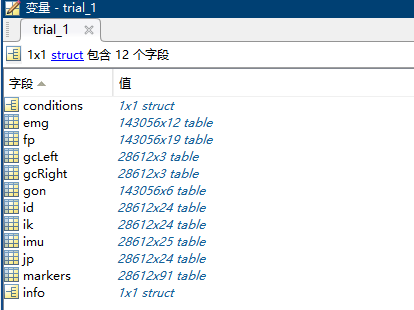 变量 - trial_1
trial_1
1x1 struct 包含 12 个字段
字段 值
conditions 1x1 struct
emg 143056x12 table
fp 143056x19 table
gcLeft 28612x3 table
gcRight 28612x3 table
gon 143056x6 table
id 28612x24 table
ik 28612x24 table
imu 28612x25 table
jp 28612x24 table
markers 28612x91 table
info 1x1 struct